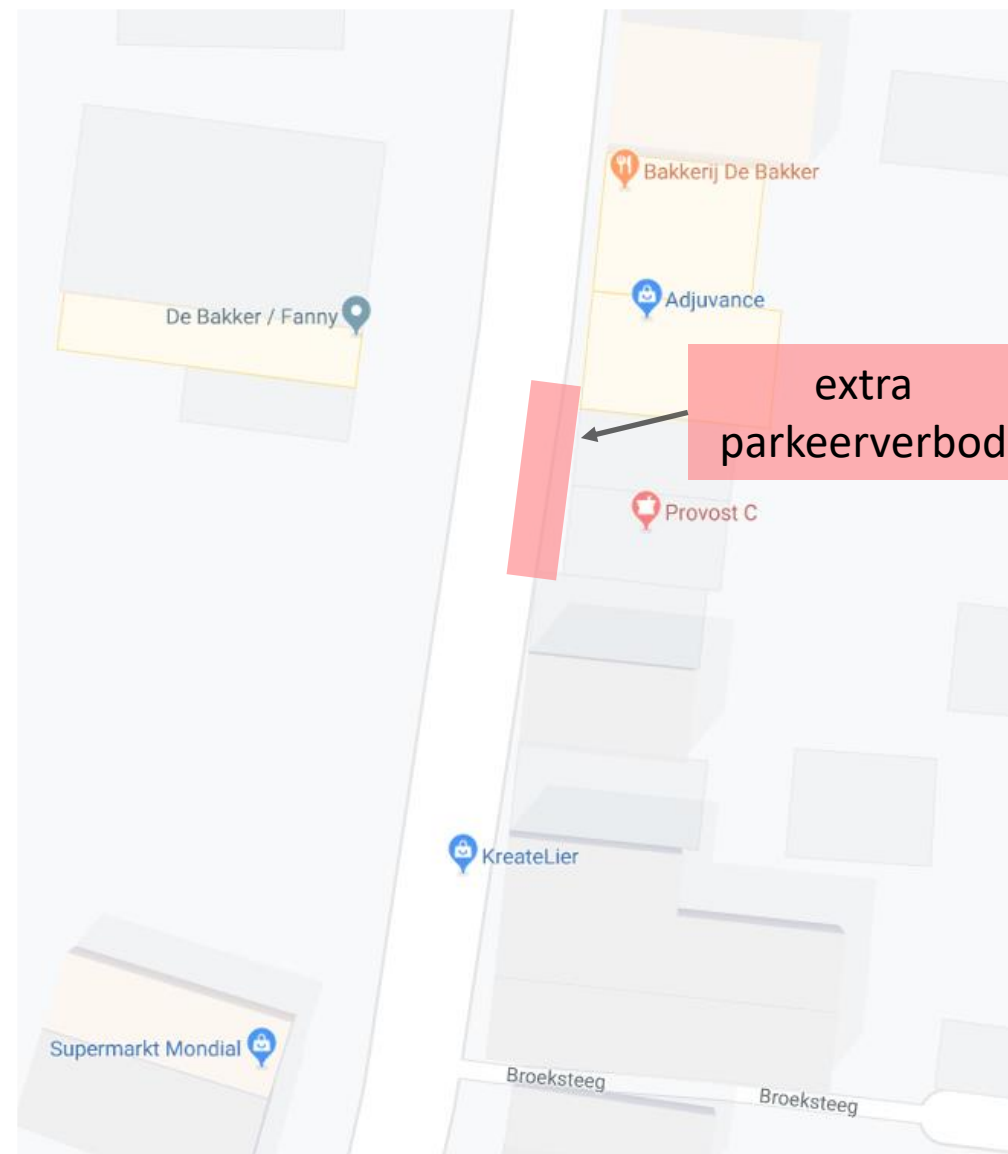 Bakkerij De Bakker
Adjuvance
De Bakker / Fanny
extra
parkeerverbod
Provost C
KreateLier
Supermarkt Mondial
Broeksteeg
Broeksteeg